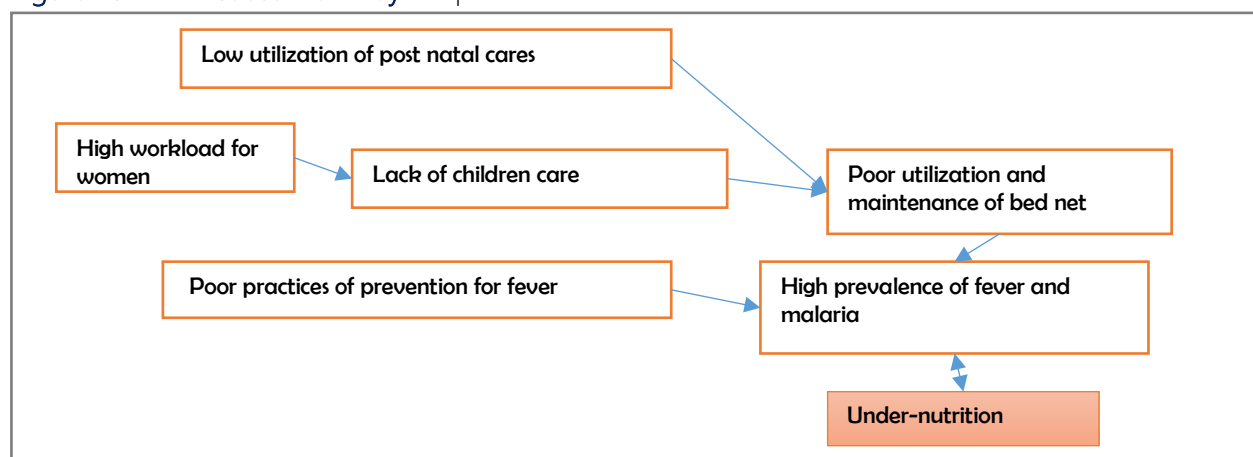 Low utilization of post natal cares
High workload for
women
Lack of children care
Poor utilization and
maintenance of bed net
Poor practices of prevention for fever
High prevalence of fever and
malaria
Under-nutrition